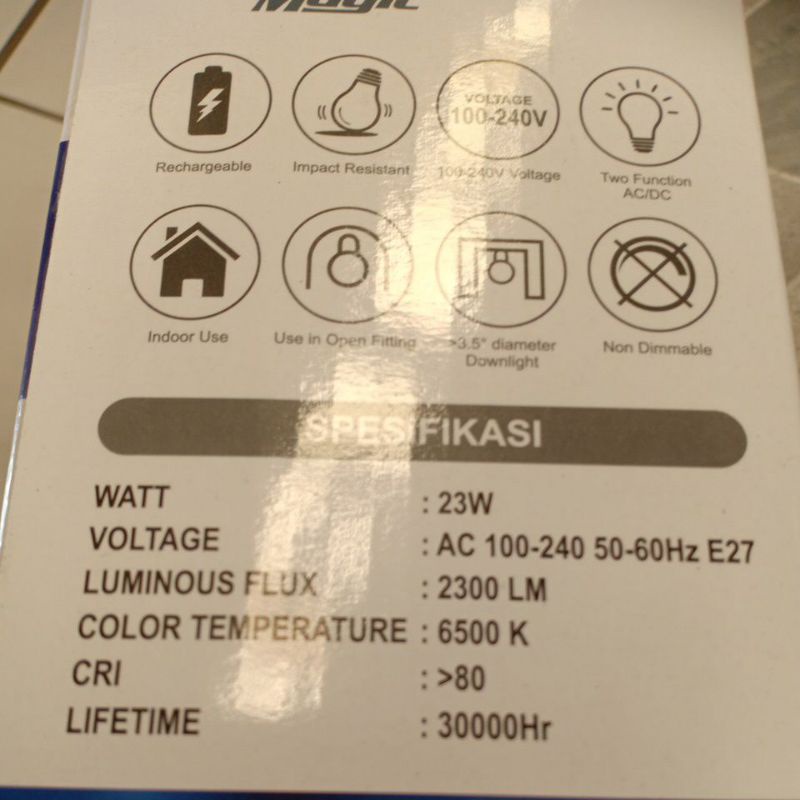 Magic
VOLTAGE
100-240V
Rechargeable
Impact Resistant
100-240V Voltage
Two Function
AC/DC
Indoor Use
Use in Open Fitting
>3.5" diameter
Downlight
Non Dimmable
SPESIFIKASI
WATT : 23W
VOLTAGE : AC 100-240 50-60Hz E27
LUMINOUS FLUX : 2300 LM
COLOR TEMPERATURE : 6500 K
CRI : >80
LIFETIME : 30000Hr